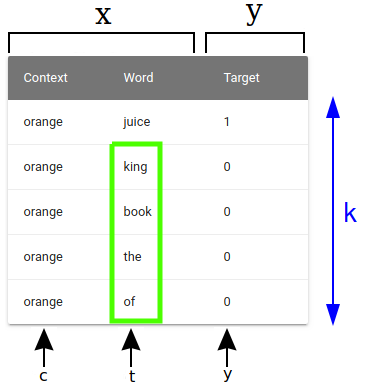 x y
Context Word Target
orange juice 1
orange king 0
orange book 0
k
orange the 0
orange of 0
c t y